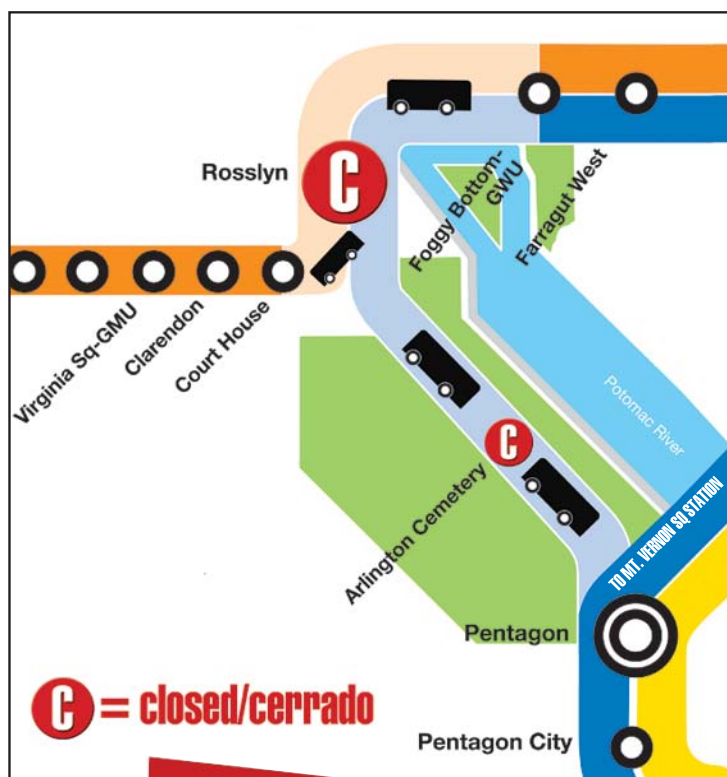 Rosslyn
C
Foggy Bottom-
GWU
Farragut West
Virginia Sq-GMU
Clarendon
Court House
Potomac River
C
Arlington Cemetery
TO MT. VERNON SQ STATION
Pentagon
C = closed/cerrado
Pentagon City